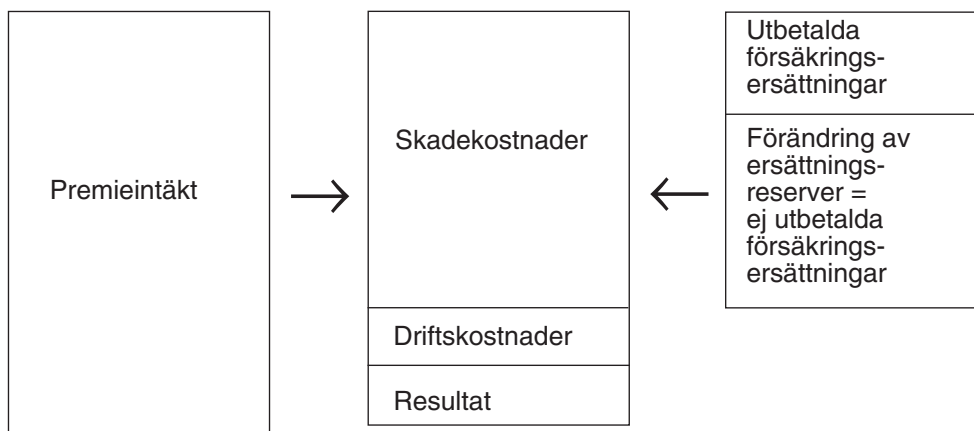 Premieintäkt
Skadekostnader
Driftskostnader
Resultat
Utbetalda
försäkrings-
ersättningar
Förändring av
ersättnings-
reserver =
ej utbetalda
försäkrings-
ersättningar